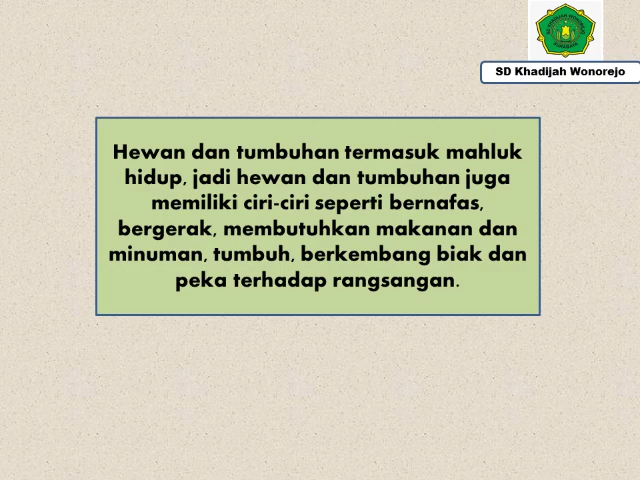 SD Khadijah Wonorejo
Hewan dan tumbuhan termasuk mahluk
hidup, jadi hewan dan tumbuhan juga
memiliki ciri-ciri seperti bernafas,
bergerak, membutuhkan makanan dan
minuman, tumbuh, berkembang biak dan
peka terhadap rangsangan.